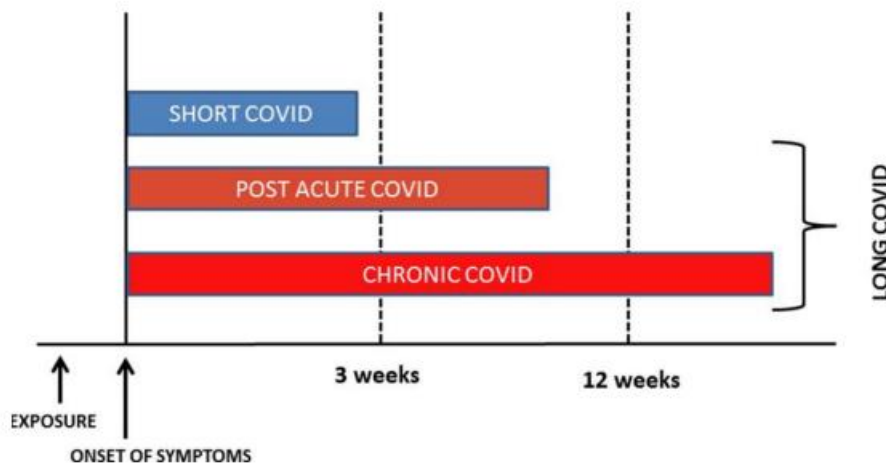 SHORT COVID
POST ACUTE COVID
CHRONIC COVID
LONG COVID
3 weeks
12 weeks
EXPOSURE
ONSET OF SYMPTOMS